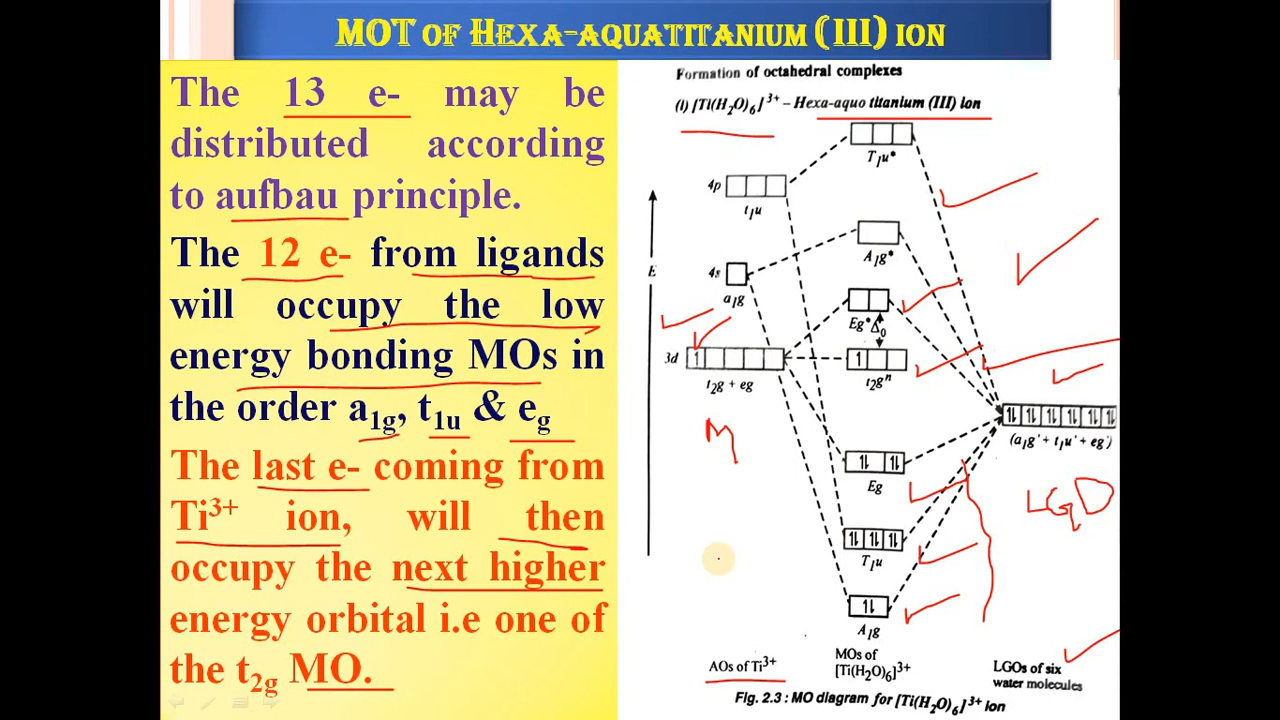 MOT OF HEXA-AQUATITANIUM (III) ION
The 13 e- may be
distributed according
to aufbau principle.
The 12 e- from ligands
will occupy the low
energy bonding MOs in
the order a1g, t1u & eg
The last e- coming from
Ti3+ ion, will then
occupy the next higher
energy orbital i.e one of
the t2g MO.
Formation of octahedral complexes
(i) [Ti(H2O)6]3+ – Hexa-aquo titanium (III) ion
T1u*
4p
t1u
A1g*
4s
a1g
E
Eg* Δ0
3d
1
1
t2g + eg
t2gn
⥮ ⥮ ⥮ ⥮ ⥮ ⥮
(a1g' + t1u' + eg')
M
⥮ ⥮
Eg
LGO
⥮ ⥮ ⥮
T1u
⥮
A1g
AOs of Ti3+
MOs of
[Ti(H2O)6]3+
LGOs of six
water molecules
Fig. 2.3 : MO diagram for [Ti(H2O)6]3+ ion